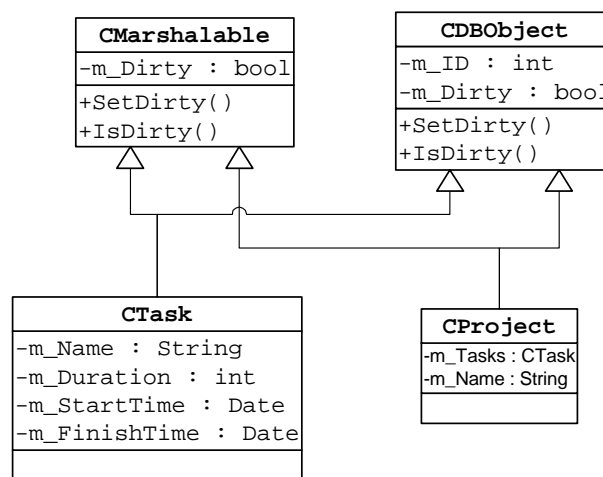 CMarshalable
-m_Dirty : bool
+SetDirty()
+IsDirty()
CDBObject
-m_ID : int
-m_Dirty : bool
+SetDirty()
+IsDirty()
CTask
-m_Name : String
-m_Duration : int
-m_StartTime : Date
-m_FinishTime : Date
CProject
-m_Tasks : CTask
-m_Name : String